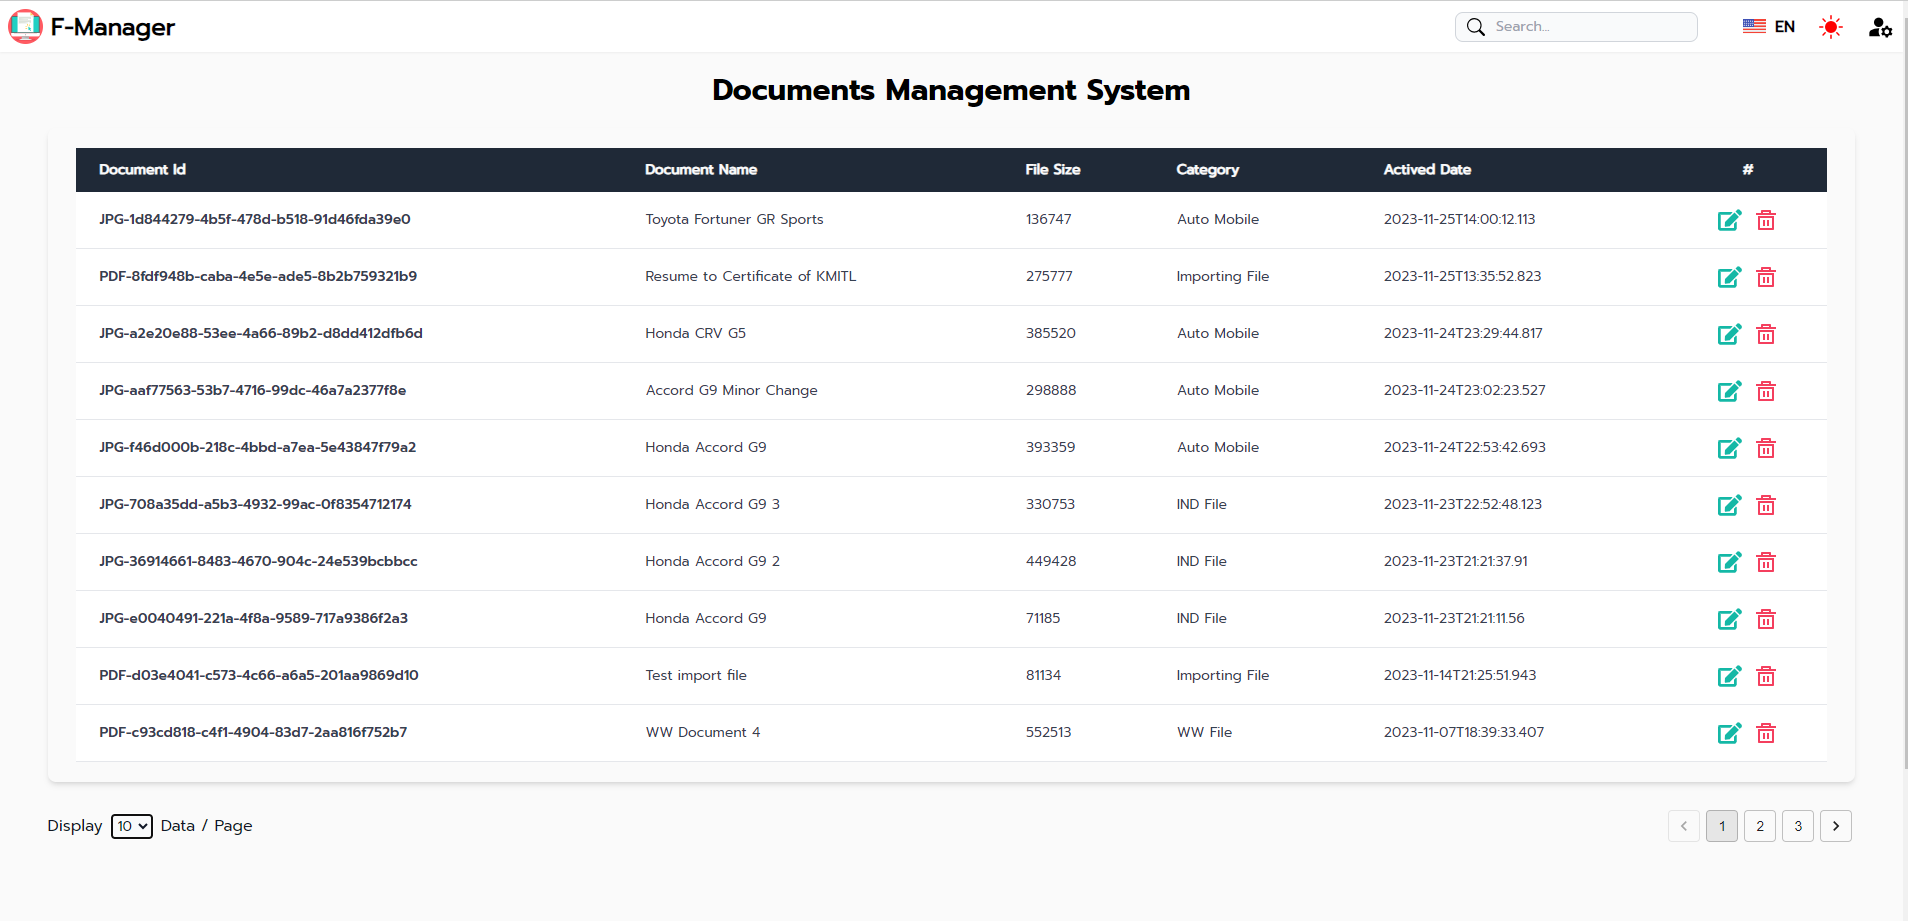 F-Manager Search... EN
Documents Management System
Document Id Document Name File Size Category Actived Date #
JPG-1d844279-4b5f-478d-b518-91d46fda39e0 Toyota Fortuner GR Sports 136747 Auto Mobile 2023-11-25T14:00:12.113
PDF-8fdf948b-caba-4e5e-ade5-8b2b759321b9 Resume to Certificate of KMITL 275777 Importing File 2023-11-25T13:35:52.823
JPG-a2e20e88-53ee-4a66-89b2-d8dd412dfb6d Honda CRV G5 385520 Auto Mobile 2023-11-24T23:29:44.817
JPG-aaf77563-53b7-4716-99dc-46a7a2377f8e Accord G9 Minor Change 298888 Auto Mobile 2023-11-24T23:02:23.527
JPG-f46d000b-218c-4bbd-a7ea-5e43847f79a2 Honda Accord G9 393359 Auto Mobile 2023-11-24T22:53:42.693
JPG-708a35dd-a5b3-4932-99ac-0f8354712174 Honda Accord G9 3 330753 IND File 2023-11-23T22:52:48.123
JPG-36914661-8483-4670-904c-24e539bcbbcc Honda Accord G9 2 449428 IND File 2023-11-23T21:21:37.91
JPG-e0040491-221a-4f8a-9589-717a9386f2a3 Honda Accord G9 71185 IND File 2023-11-23T21:21:11.56
PDF-d03e4041-c573-4c66-a6a5-201aa9869d10 Test import file 81134 Importing File 2023-11-14T21:25:51.943
PDF-c93cd818-c4f1-4904-83d7-2aa816f752b7 WW Document 4 552513 WW File 2023-11-07T18:39:33.407
Display 10 Data / Page 1 2 3